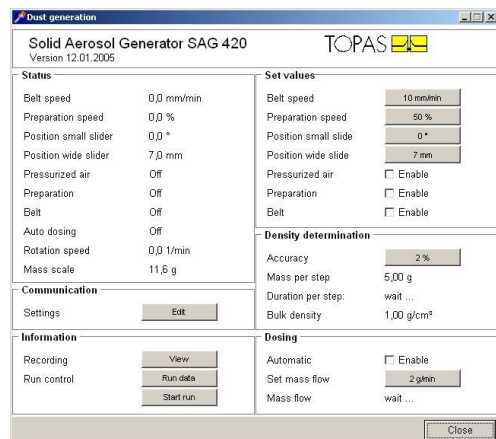 Dust generation
Solid Aerosol Generator SAG 420
Version 12.01.2005
TOPAS
Status
Belt speed 0,0 mm/min
Preparation speed 0,0 %
Position small slider 0,0 °
Position wide slider 7,0 mm
Pressurized air Off
Preparation Off
Belt Off
Auto dosing Off
Rotation speed 0,0 1/min
Mass scale 11,6 g
Communication
Settings Edit
Information
Recording View
Run control Run data
Start run
Set values
Belt speed 10 mm/min
Preparation speed 50 %
Position small slide 0 °
Position wide slide 7 mm
Pressurized air Enable
Preparation Enable
Belt Enable
Density determination
Accuracy 2 %
Mass per step 5,00 g
Duration per step: wait ...
Bulk density 1,00 g/cm³
Dosing
Automatic Enable
Set mass flow 2 g/min
Mass flow wait ...
Close